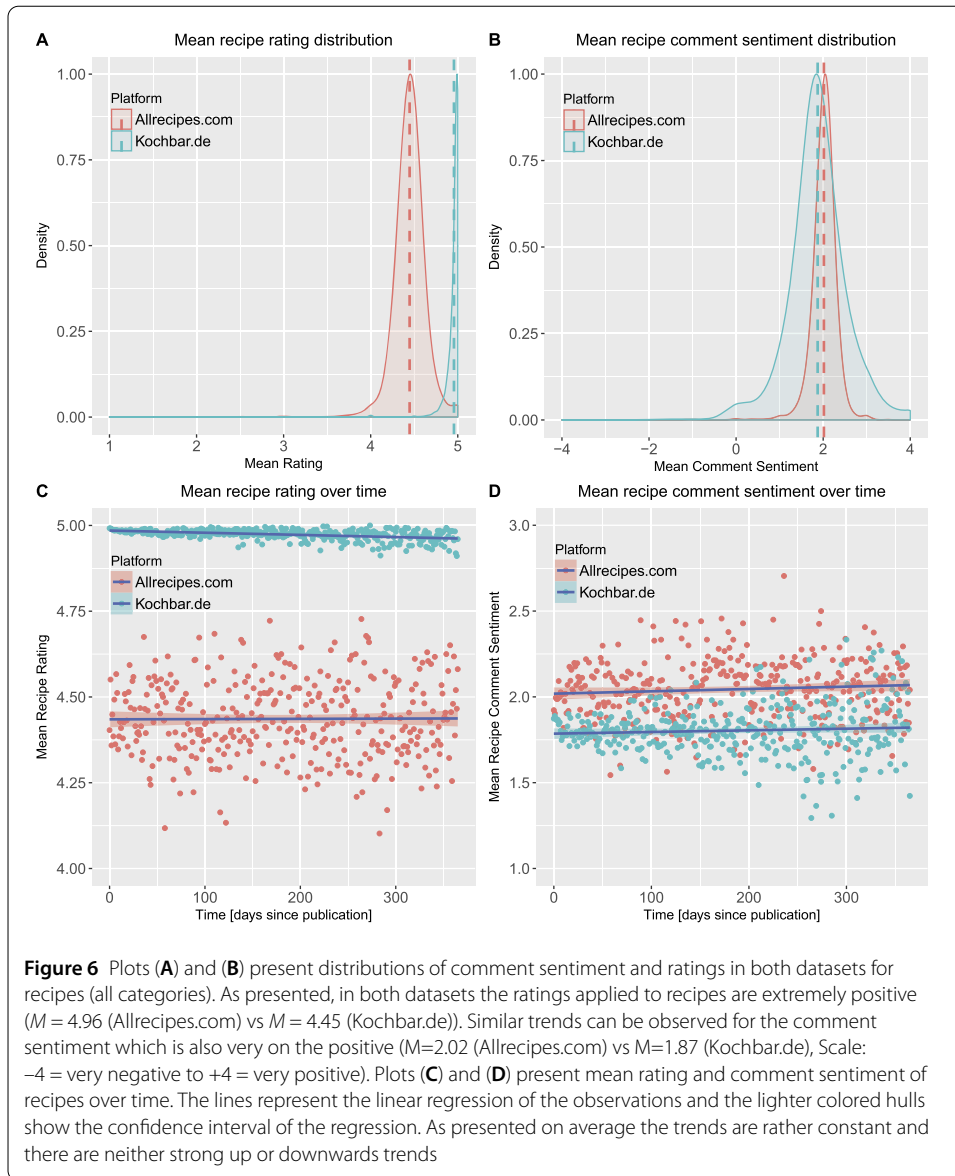 A
Mean recipe rating distribution
1.00
0.75
0.50
0.25
0.00
Density
Platform
Allrecipes.com
Kochbar.de
1 2 3 4 5
Mean Rating
B
Mean recipe comment sentiment distribution
1.00
0.75
0.50
0.25
0.00
Density
Platform
Allrecipes.com
Kochbar.de
−4 −2 0 2 4
Mean Comment Sentiment
C
Mean recipe rating over time
5.00
4.75
4.50
4.25
4.00
Mean Recipe Rating
Platform
Allrecipes.com
Kochbar.de
0 100 200 300
Time [days since publication]
D
Mean recipe comment sentiment over time
3.0
2.5
2.0
1.5
1.0
Mean Recipe Comment Sentiment
Platform
Allrecipes.com
Kochbar.de
0 100 200 300
Time [days since publication]
Figure 6 Plots (A) and (B) present distributions of comment sentiment and ratings in both datasets for
recipes (all categories). As presented, in both datasets the ratings applied to recipes are extremely positive
(M = 4.96 (Allrecipes.com) vs M = 4.45 (Kochbar.de)). Similar trends can be observed for the comment
sentiment which is also very on the positive (M=2.02 (Allrecipes.com) vs M=1.87 (Kochbar.de), Scale:
–4 = very negative to +4 = very positive). Plots (C) and (D) present mean rating and comment sentiment of
recipes over time. The lines represent the linear regression of the observations and the lighter colored hulls
show the confidence interval of the regression. As presented on average the trends are rather constant and
there are neither strong up or downwards trends